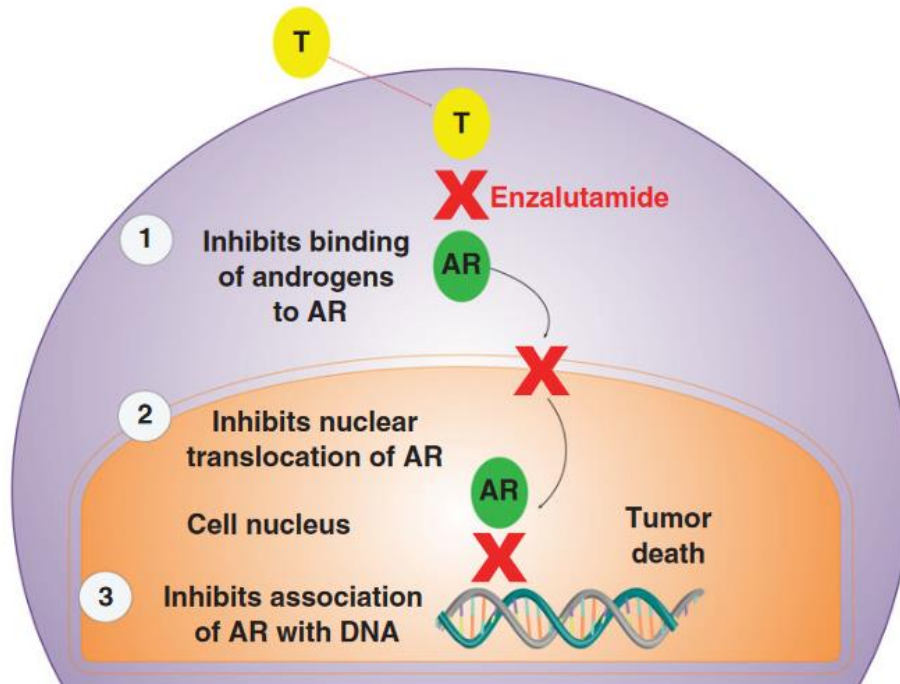 T
T
Enzalutamide
1
Inhibits binding
of androgens
to AR
AR
2
Inhibits nuclear
translocation of AR
AR
Cell nucleus
Tumor
death
3
Inhibits association
of AR with DNA